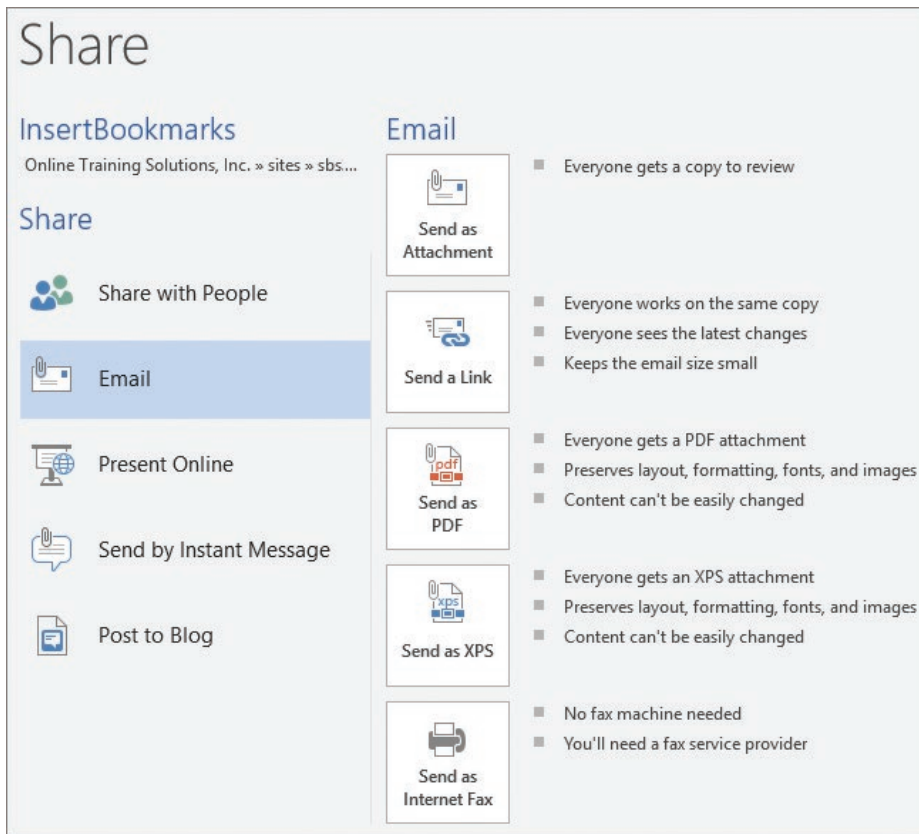 Share
InsertBookmarks
Online Training Solutions, Inc. » sites » sbs....
Share
Share with People
Email
Present Online
Send by Instant Message
Post to Blog
Email
Send as
Attachment
Everyone gets a copy to review
Send a Link
Everyone works on the same copy
Everyone sees the latest changes
Keeps the email size small
pdf
Send as
PDF
Everyone gets a PDF attachment
Preserves layout, formatting, fonts, and images
Content can't be easily changed
xps
Send as XPS
Everyone gets an XPS attachment
Preserves layout, formatting, fonts, and images
Content can't be easily changed
Send as
Internet Fax
No fax machine needed
You'll need a fax service provider